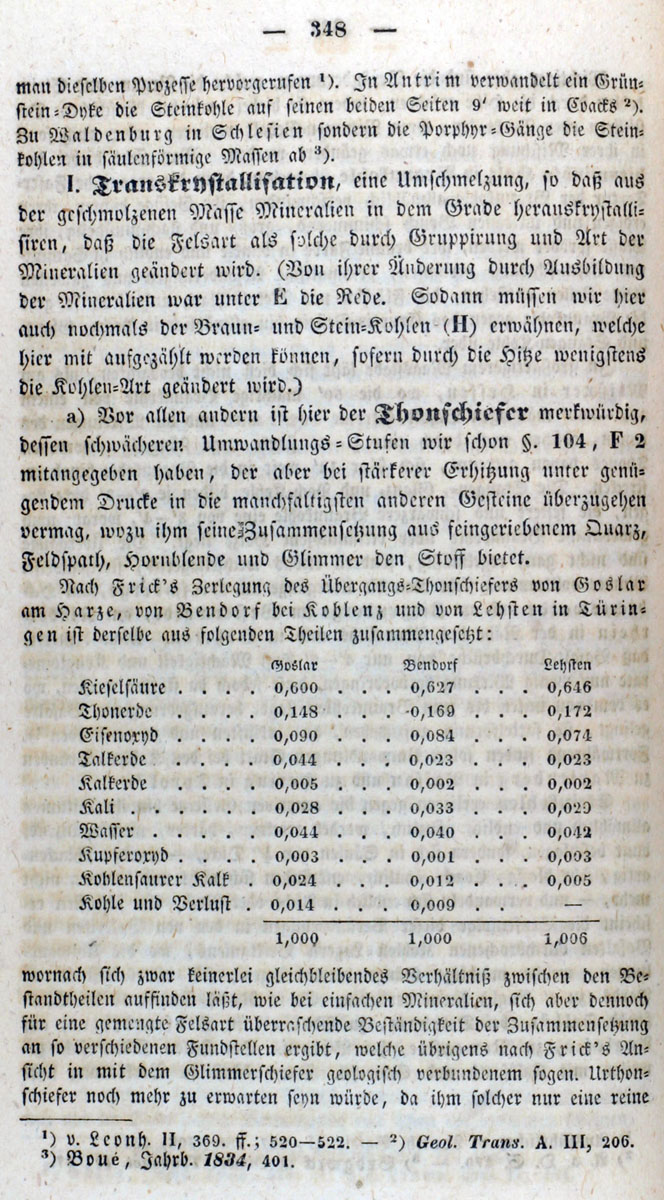 — 348 —
man dieselben Prozesse hervorgerufen ¹). In Antrim verwandelt ein Grün-
stein-Dyke die Steinkohle auf seinen beiden Seiten 9' weit in Coacks ²).
Zu Waldenburg in Schlesien sondern die Porphyr-Gänge die Stein-
kohlen in säulenförmige Massen ab ³).
I. Transkrystallisation, eine Umschmelzung, so daß aus
der geschmolzenen Masse Mineralien in dem Grade herauskrystalli-
siren, daß die Felsart als solche durch Gruppirung und Art der
Mineralien geändert wird. (Von ihrer Änderung durch Ausbildung
der Mineralien war unter E die Rede. Sodann müssen wir hier
auch nochmals der Braun- und Stein-Kohlen (H) erwähnen, welche
hier mit aufgezählt werden können, sofern durch die Hitze wenigstens
die Kohlen-Art geändert wird.)
a) Vor allen andern ist hier der Thonschiefer merkwürdig,
dessen schwächeren Umwandlungs-Stufen wir schon §. 104, F 2
mitangegeben haben, der aber bei stärkerer Erhitzung unter genü-
gendem Drucke in die manchfaltigsten anderen Gesteine überzugehen
vermag, wozu ihm seine Zusammensetzung aus feingeriebenem Quarz,
Feldspath, Hornblende und Glimmer den Stoff bietet.
Nach Frick's Zerlegung des Übergangs-Thonschiefers von Goslar
am Harze, von Bendorf bei Koblenz und von Lehsten in Türin-
gen ist derselbe aus folgenden Theilen zusammengesetzt:
Goslar Bendorf Lehsten
Kieselsäure . . . . 0,600 . . . 0,627 . . . 0,646
Thonerde . . . . 0,148 . . . 0,169 . . . 0,172
Eisenoxyd . . . . 0,090 . . . 0,084 . . . 0,074
Talkerde . . . . 0,044 . . . 0,023 . . . 0,023
Kalkerde . . . . 0,005 . . . 0,002 . . . 0,002
Kali . . . . . 0,028 . . . 0,033 . . . 0,029
Wasser . . . . 0,044 . . . 0,040 . . . 0,042
Kupferoxyd . . . . 0,003 . . . 0,001 . . . 0,003
Kohlensaurer Kalk . 0,024 . . . 0,012 . . . 0,005
Kohle und Verlust . 0,014 . . . 0,009 . . —
1,000 1,000 1,006
wornach sich zwar keinerlei gleichbleibendes Verhältniß zwischen den Be-
standtheilen auffinden läßt, wie bei einfachen Mineralien, sich aber dennoch
für eine gemengte Felsart überraschende Beständigkeit der Zusammensetzung
an so verschiedenen Fundstellen ergibt, welche übrigens nach Frick's An-
sicht in mit dem Glimmerschiefer geologisch verbundenem sogen. Urthon-
schiefer noch mehr zu erwarten seyn würde, da ihm solcher nur eine reine
¹) v. Leonh. II, 369. ff.; 520—522. — ²) Geol. Trans. A. III, 206.
³) Boué, Jahrb. 1834, 401.